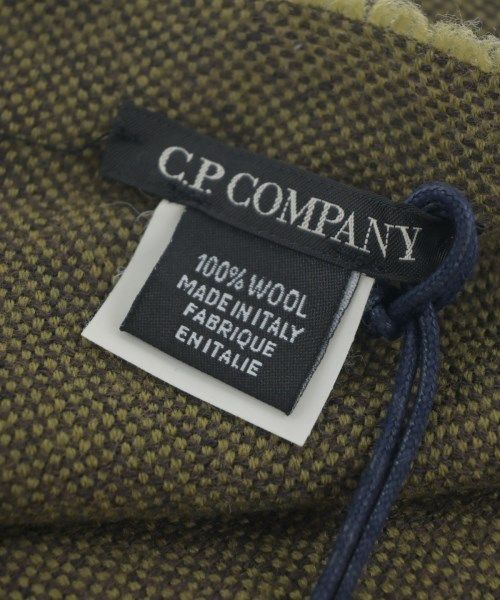 C.P. COMPANY
100% WOOL
MADE IN ITALY
FABRIQUE
EN ITALIE